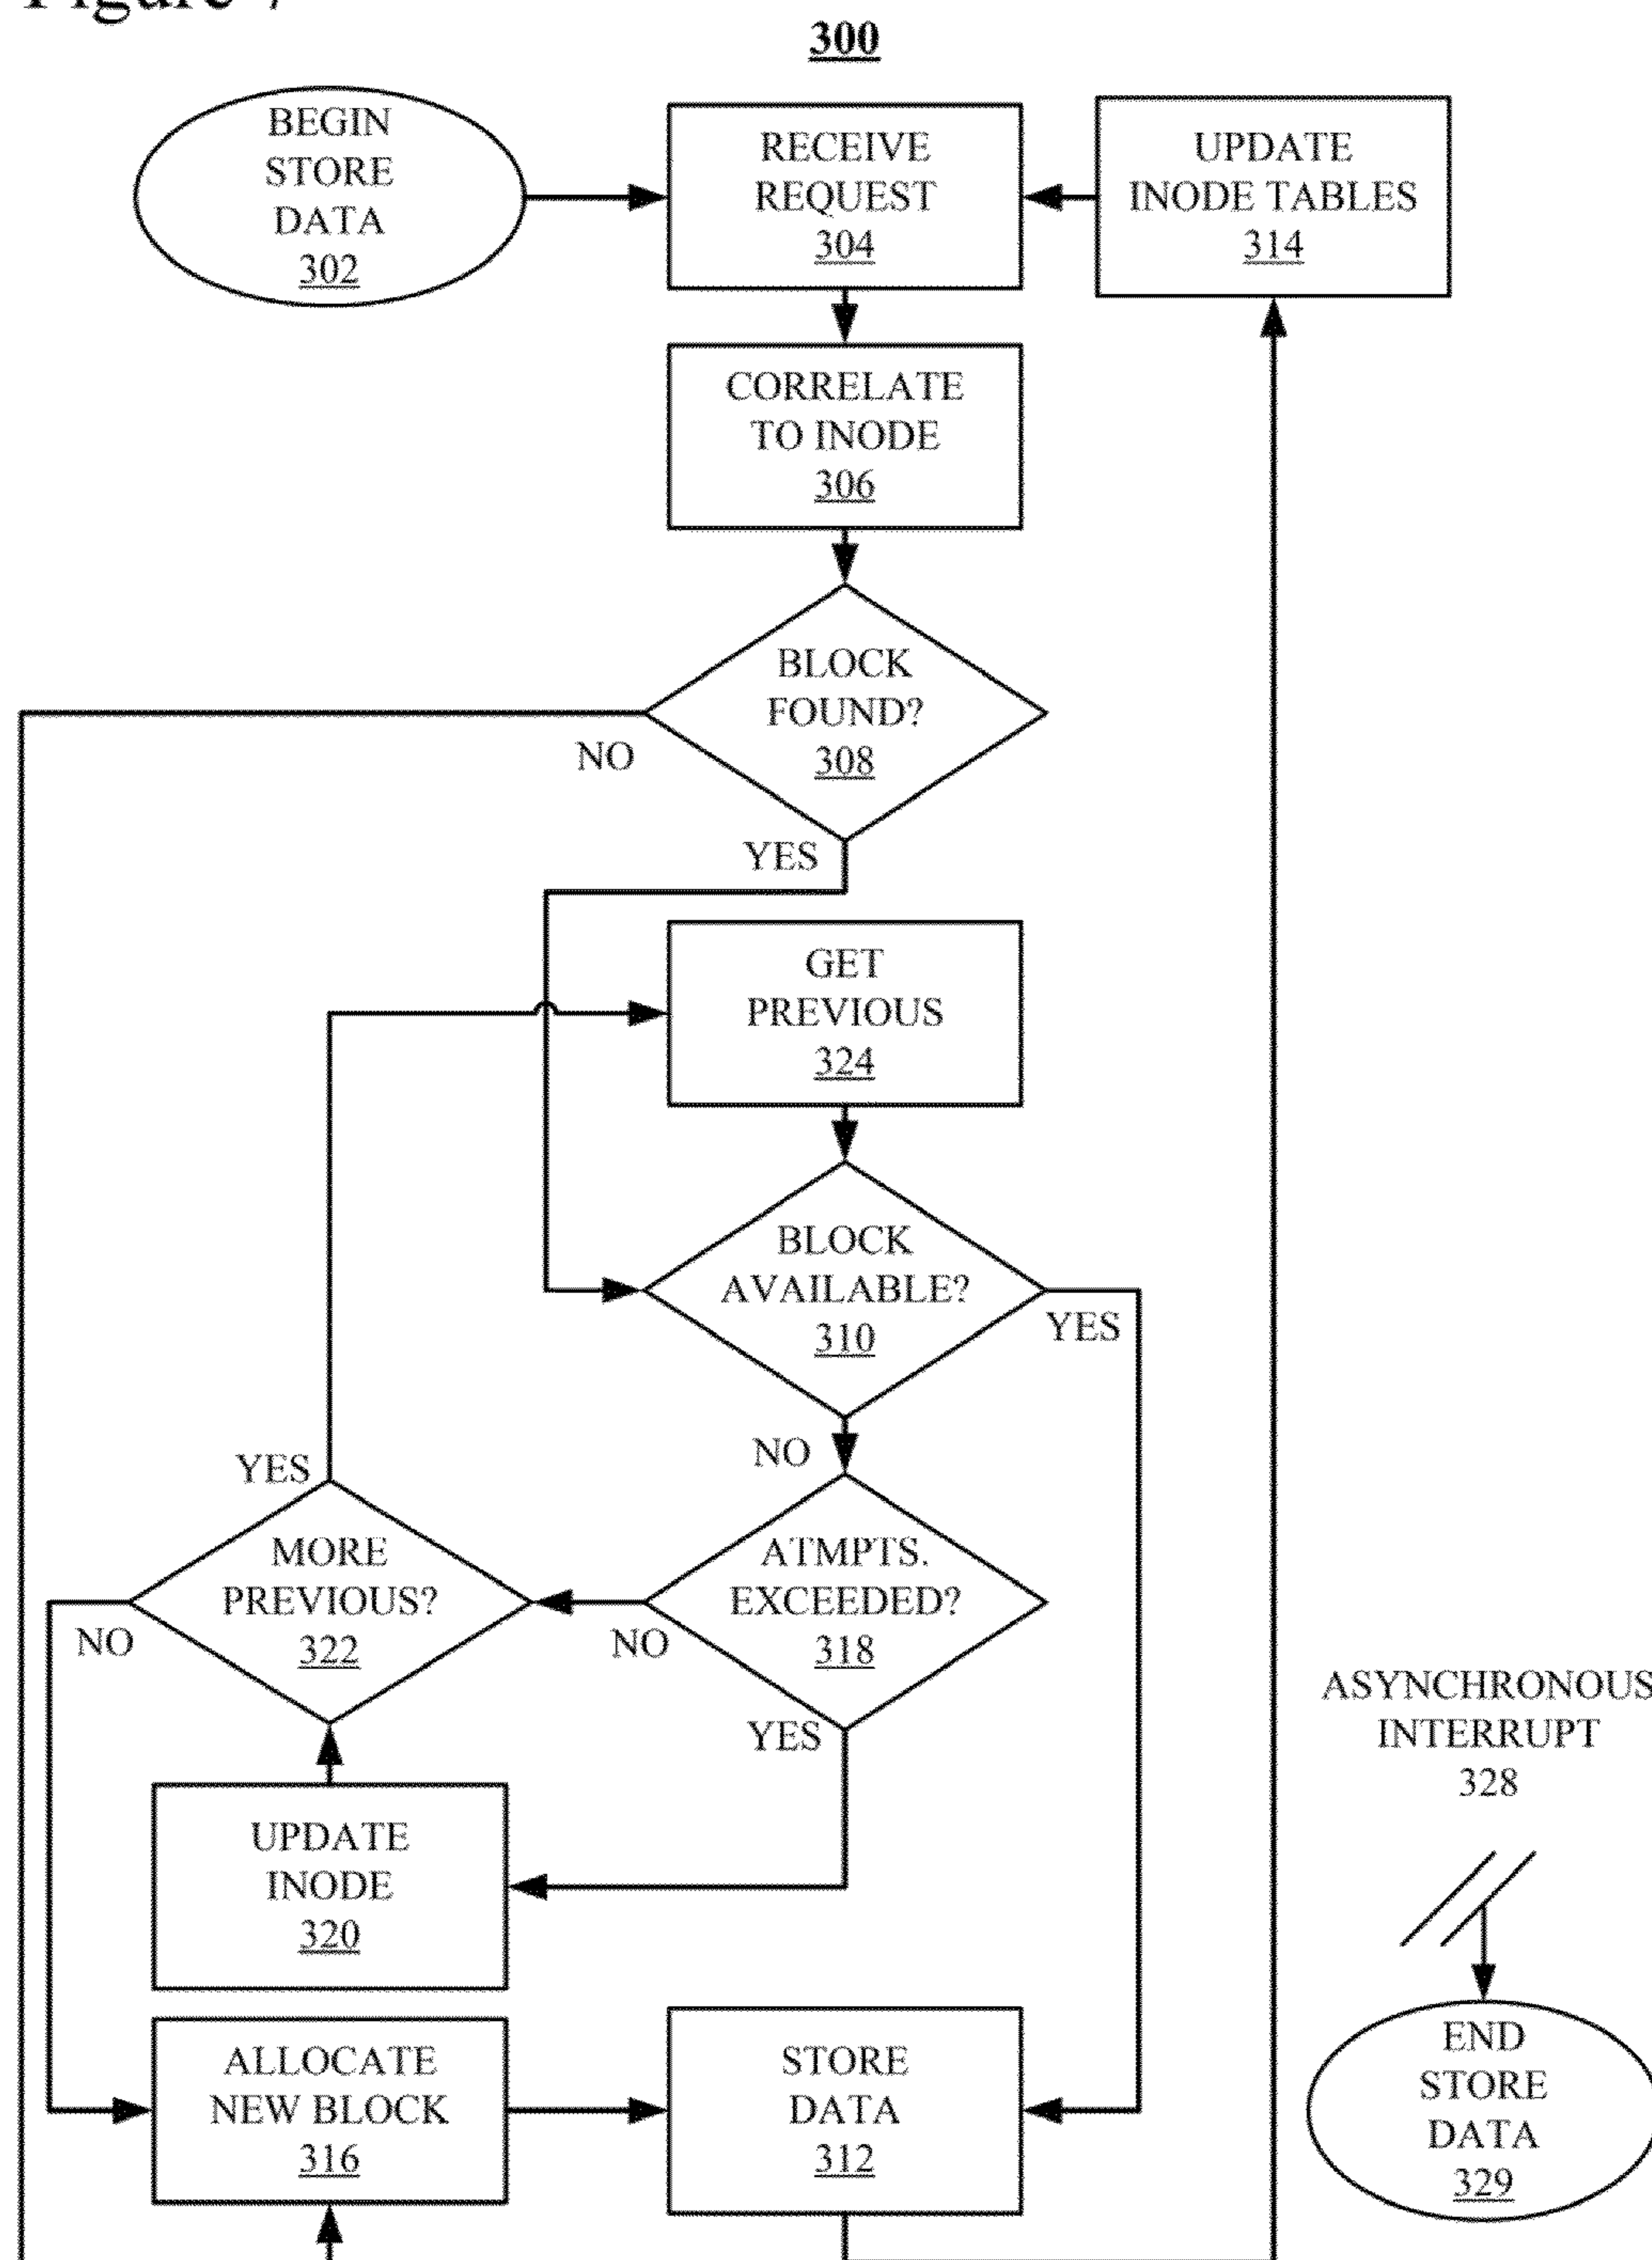 300
BEGIN
STORE
DATA
302
RECEIVE
REQUEST
304
UPDATE
INODE TABLES
314
CORRELATE
TO INODE
306
BLOCK
FOUND?
308
NO
YES
GET
PREVIOUS
324
BLOCK
AVAILABLE?
310
YES
NO
YES
MORE
PREVIOUS?
322
NO
ATMPTS.
EXCEEDED?
318
NO
YES
ASYNCHRONOUS
INTERRUPT
328
UPDATE
INODE
320
ALLOCATE
NEW BLOCK
316
STORE
DATA
312
END
STORE
DATA
329